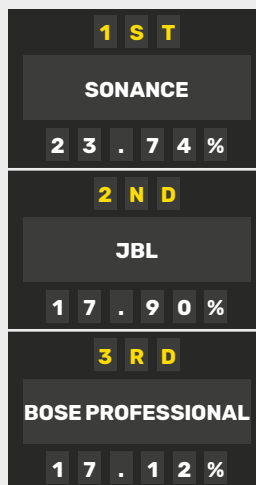 1ST
SONANCE
23.74%
2ND
JBL
17.90%
3RD
BOSE PROFESSIONAL
17.12%